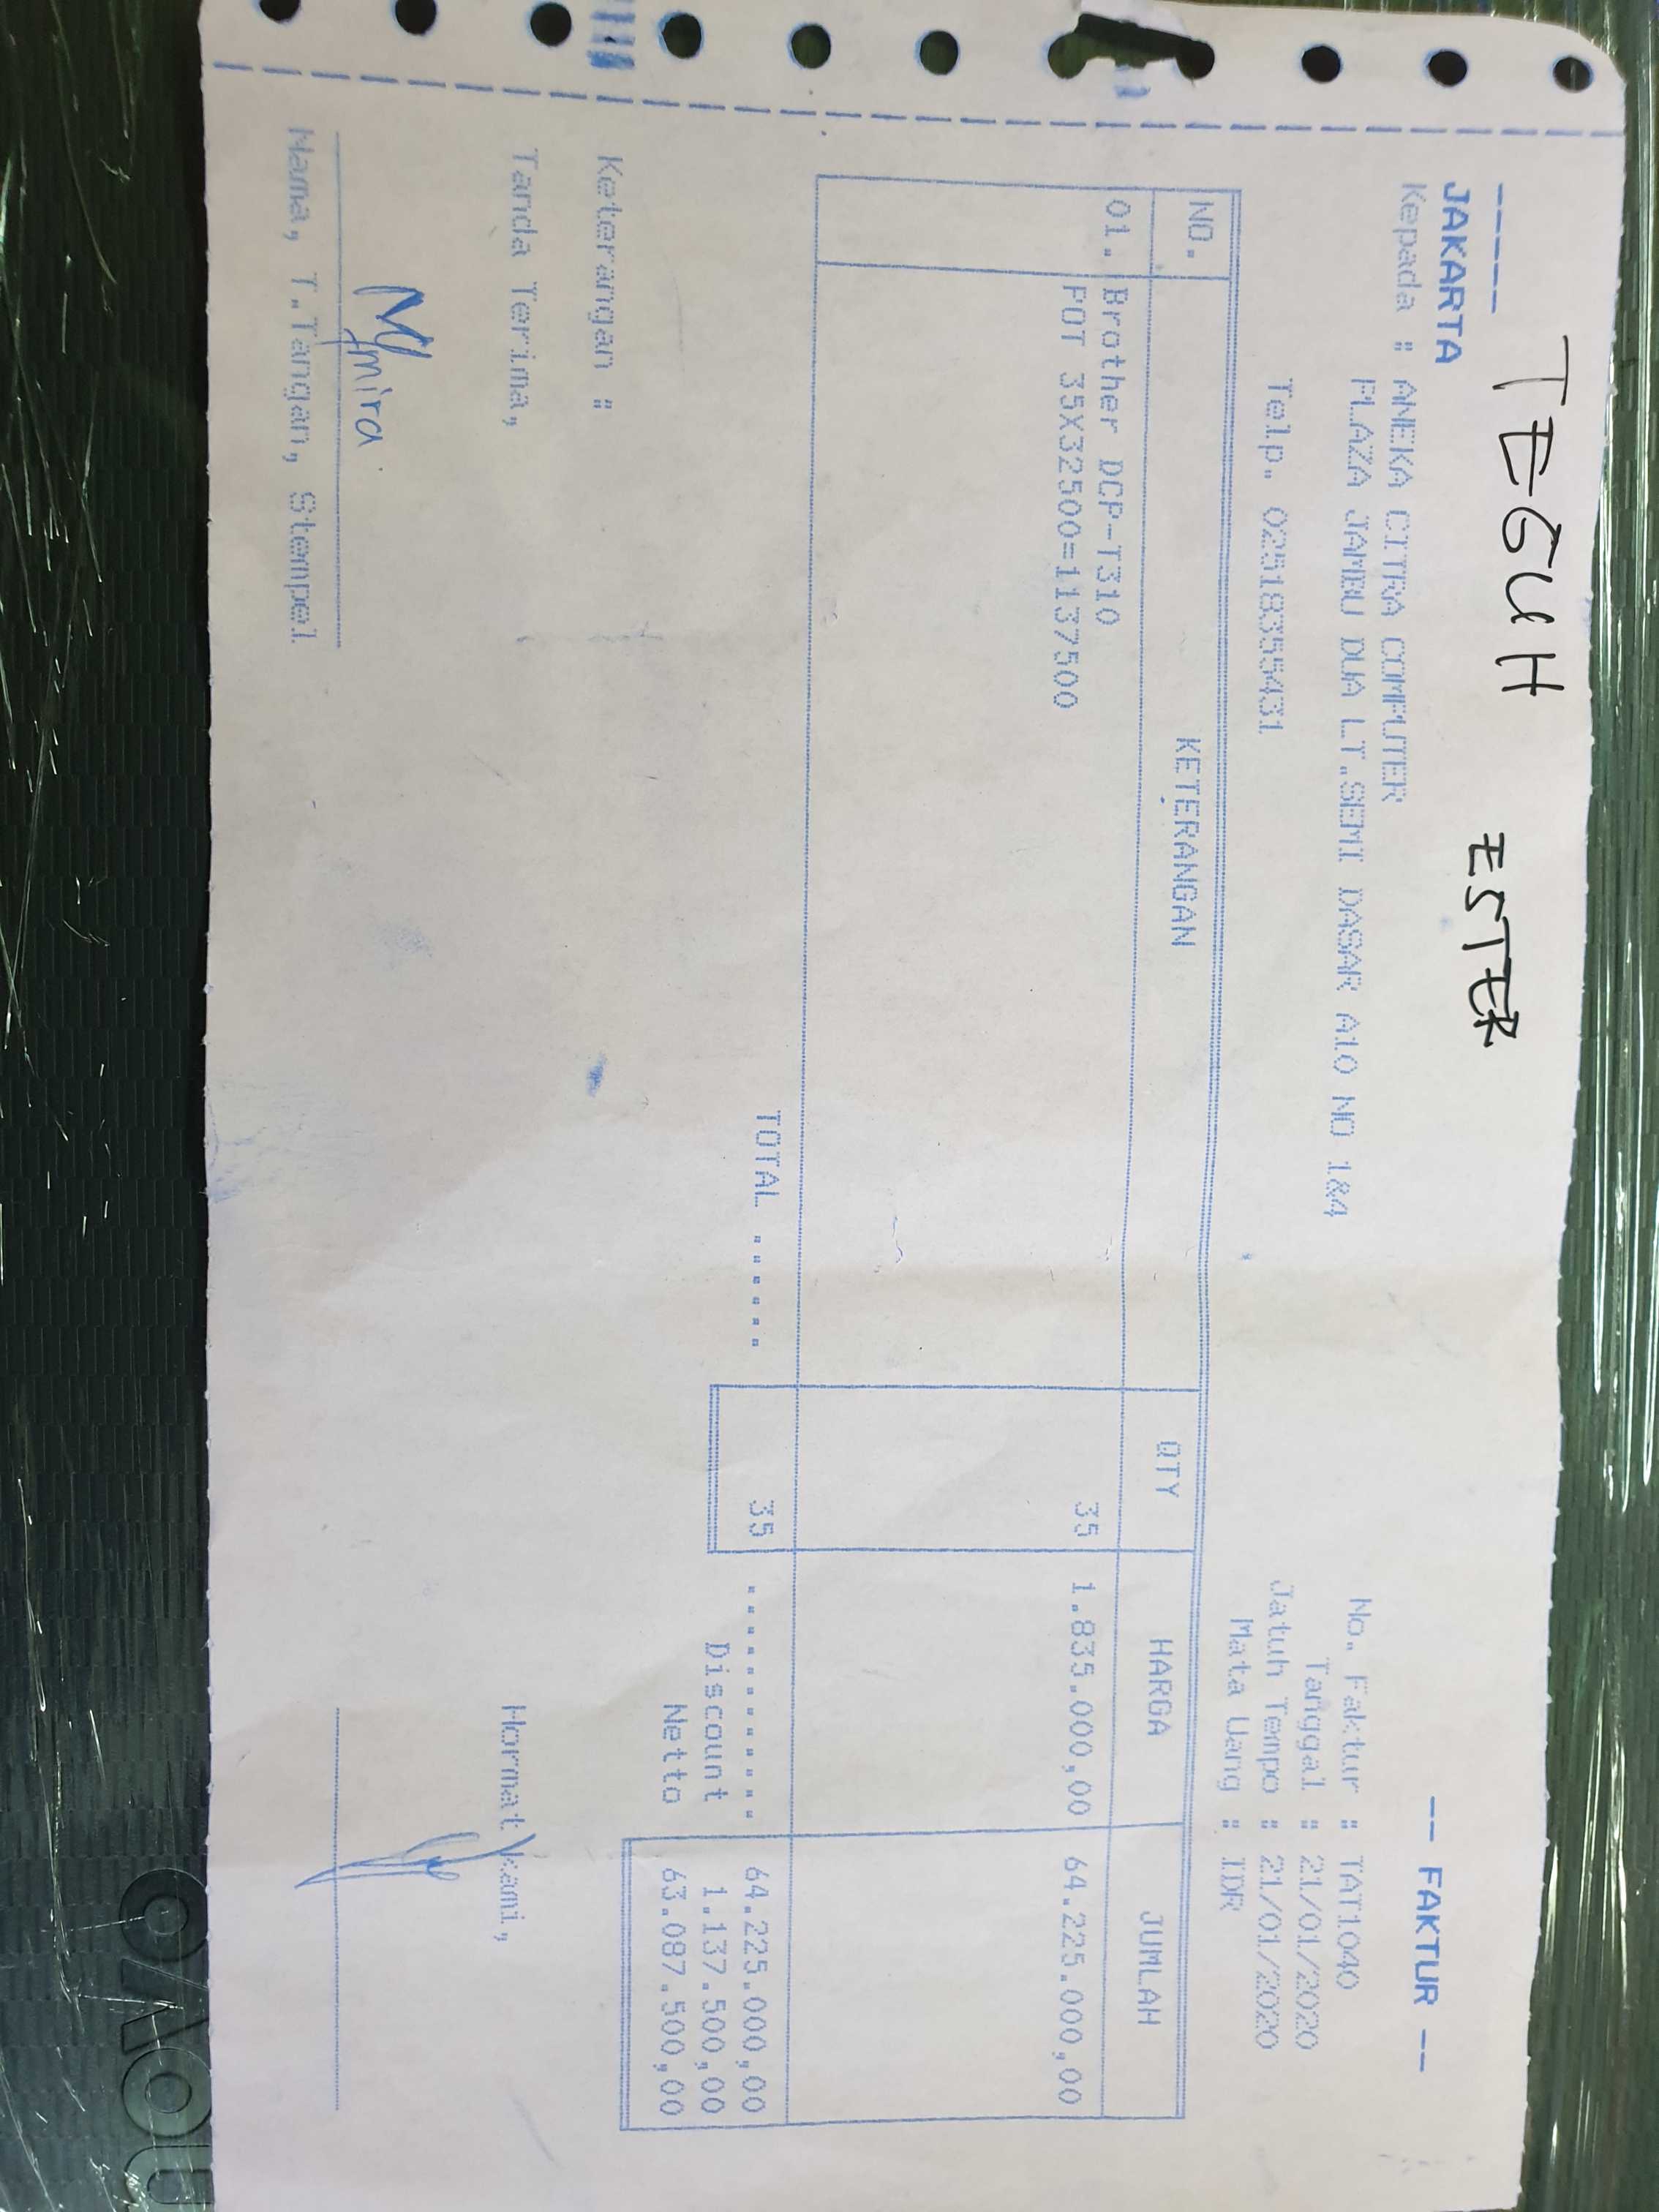 TEGUH ESTER
-----
JAKARTA
-- FAKTUR --
Kepada : ANEKA CITRA COMPUTER
PLAZA JAMBU DUA LT.SEMI DASAR A10 NO 1&4
Telp. 02518355431
No. Faktur : TAT1040
Tanggal : 21/01/2020
Jatuh Tempo : 21/01/2020
Mata Uang : IDR
NO. KETERANGAN QTY HARGA JUMLAH
01. Brother DCP-T310 35 1.835.000,00 64.225.000,00
POT 35X32500=1137500
TOTAL ...... 35 ............ 64.225.000,00
Discount 1.137.500,00
Netto 63.087.500,00
Keterangan :
Tanda Terima, Hormat kami,
Mira
Nama, T.Tangan, Stempel
novo